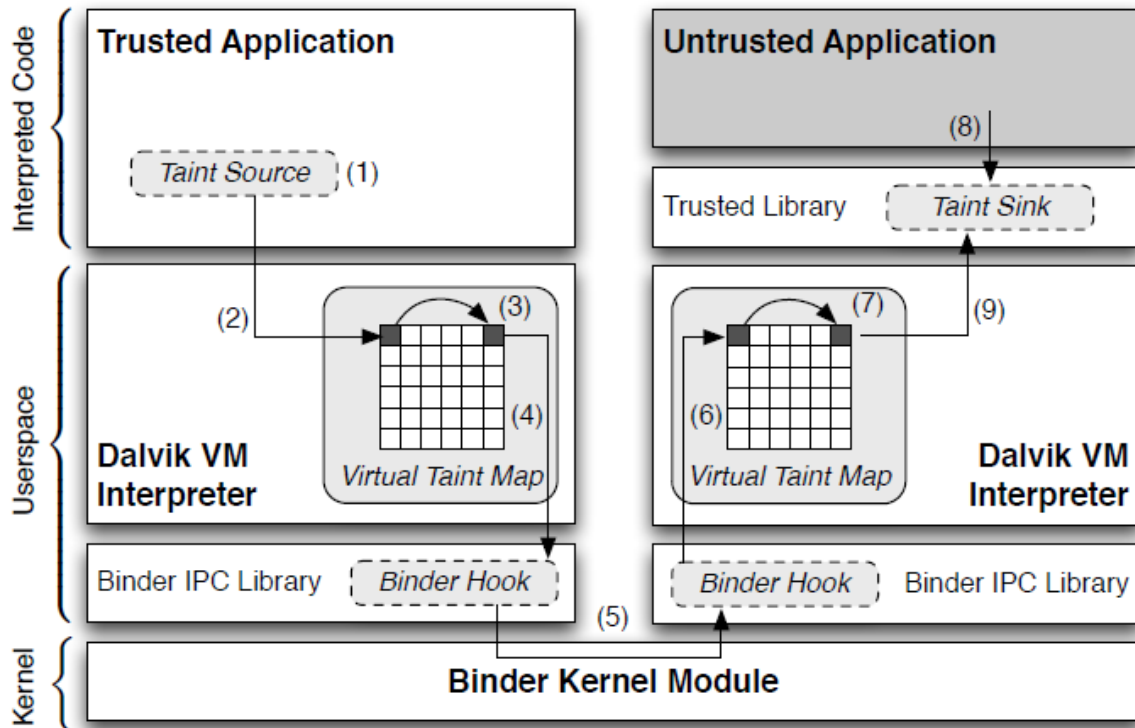 Interpreted Code
Trusted Application
Taint Source
(1)
Untrusted Application
(8)
Trusted Library
Taint Sink
Userspace
(2)
(3)
(4)
Virtual Taint Map
Dalvik VM
Interpreter
(7)
(9)
(6)
Virtual Taint Map
Dalvik VM
Interpreter
Binder IPC Library
Binder Hook
(5)
Binder Hook
Binder IPC Library
Kernel
Binder Kernel Module